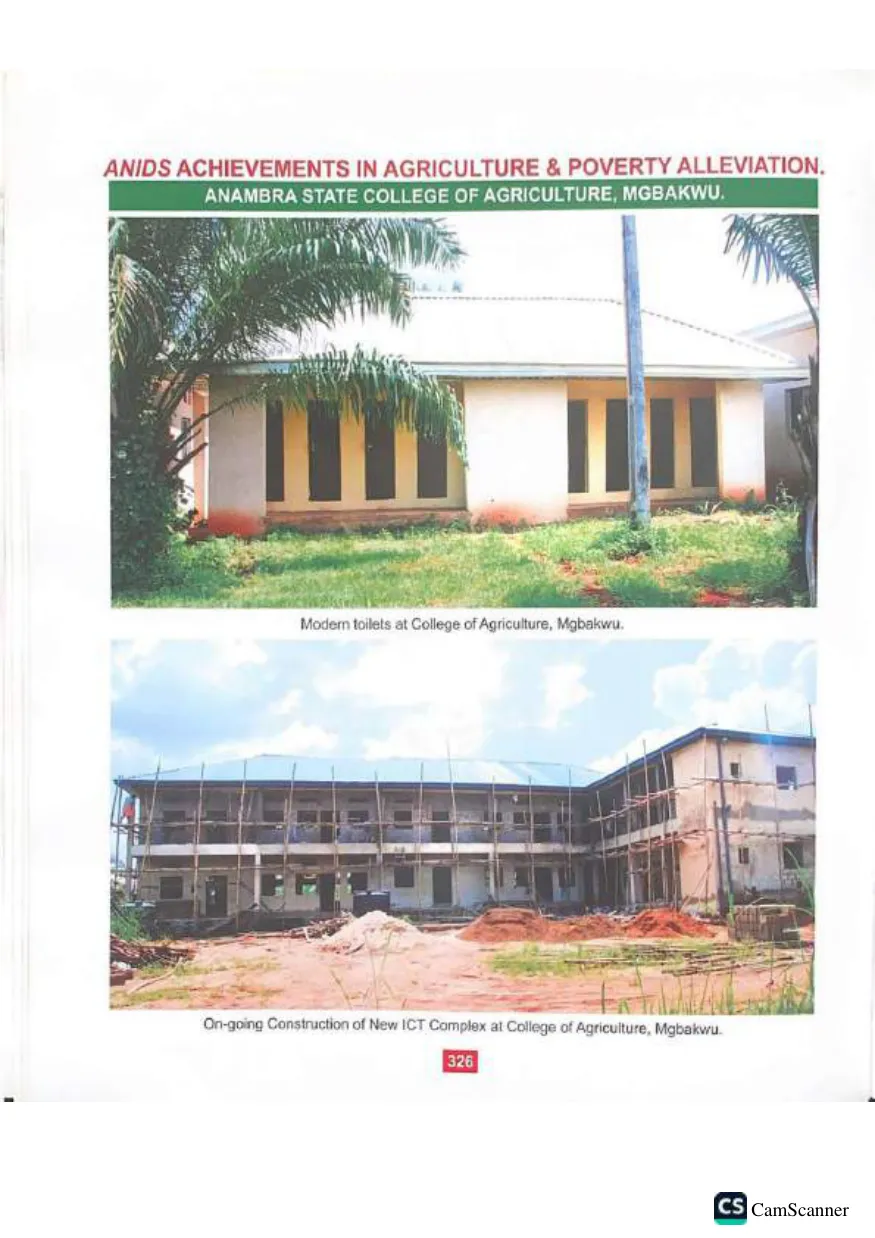 ANIDS ACHIEVEMENTS IN AGRICULTURE & POVERTY ALLEVIATION.
ANAMBRA STATE COLLEGE OF AGRICULTURE, MGBAKWU.
Modern toilets at College of Agriculture, Mgbakwu.
On-going Construction of New ICT Complex at College of Agriculture, Mgbakwu.
326
CS CamScanner